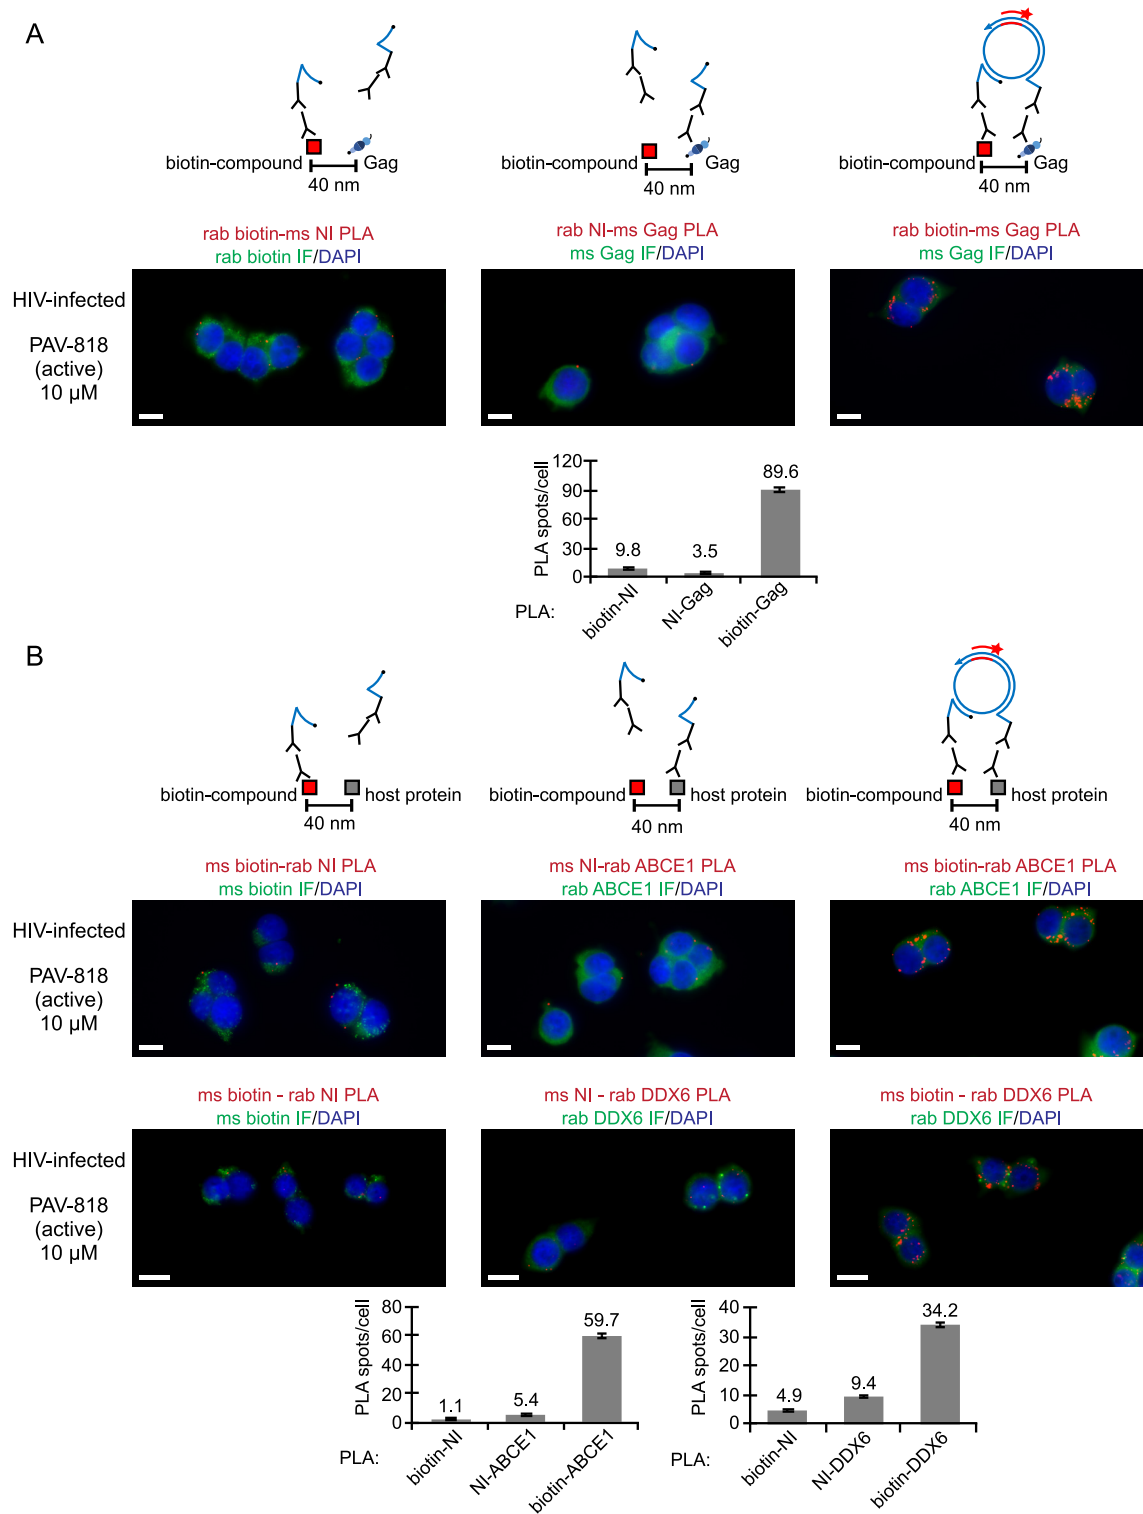 A
biotin-compound
Gag
40 nm
biotin-compound
Gag
40 nm
biotin-compound
Gag
40 nm
rab biotin-ms NI PLA
rab biotin IF/DAPI
rab NI-ms Gag PLA
ms Gag IF/DAPI
rab biotin-ms Gag PLA
ms Gag IF/DAPI
HIV-infected
PAV-818
(active)
10 µM
PLA spots/cell
120
90
60
30
0
9.8
3.5
89.6
PLA:
biotin-NI
NI-Gag
biotin-Gag
B
biotin-compound
host protein
40 nm
biotin-compound
host protein
40 nm
biotin-compound
host protein
40 nm
ms biotin-rab NI PLA
ms biotin IF/DAPI
ms NI-rab ABCE1 PLA
rab ABCE1 IF/DAPI
ms biotin-rab ABCE1 PLA
rab ABCE1 IF/DAPI
HIV-infected
PAV-818
(active)
10 µM
ms biotin - rab NI PLA
ms biotin IF/DAPI
ms NI - rab DDX6 PLA
rab DDX6 IF/DAPI
ms biotin - rab DDX6 PLA
rab DDX6 IF/DAPI
HIV-infected
PAV-818
(active)
10 µM
PLA spots/cell
80
60
40
20
0
1.1
5.4
59.7
PLA:
biotin-NI
NI-ABCE1
biotin-ABCE1
PLA spots/cell
40
30
20
10
0
4.9
9.4
34.2
PLA:
biotin-NI
NI-DDX6
biotin-DDX6